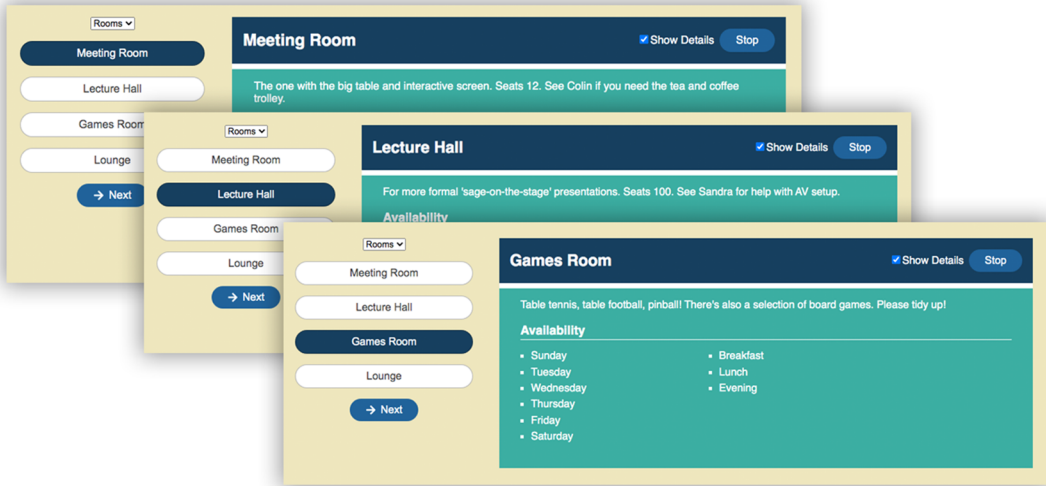 Rooms
Meeting Room
Lecture Hall
Games Room
Lounge
Next
Meeting Room
Show Details
Stop
The one with the big table and interactive screen. Seats 12. See Colin if you need the tea and coffee
trolley.
Rooms
Meeting Room
Lecture Hall
Games Room
Lounge
Next
Lecture Hall
Show Details
Stop
For more formal 'sage-on-the-stage' presentations. Seats 100. See Sandra for help with AV setup.
Availability
Rooms
Meeting Room
Lecture Hall
Games Room
Lounge
Next
Games Room
Show Details
Stop
Table tennis, table football, pinball! There's also a selection of board games. Please tidy up!
Availability
Sunday
Tuesday
Wednesday
Thursday
Friday
Saturday
Breakfast
Lunch
Evening